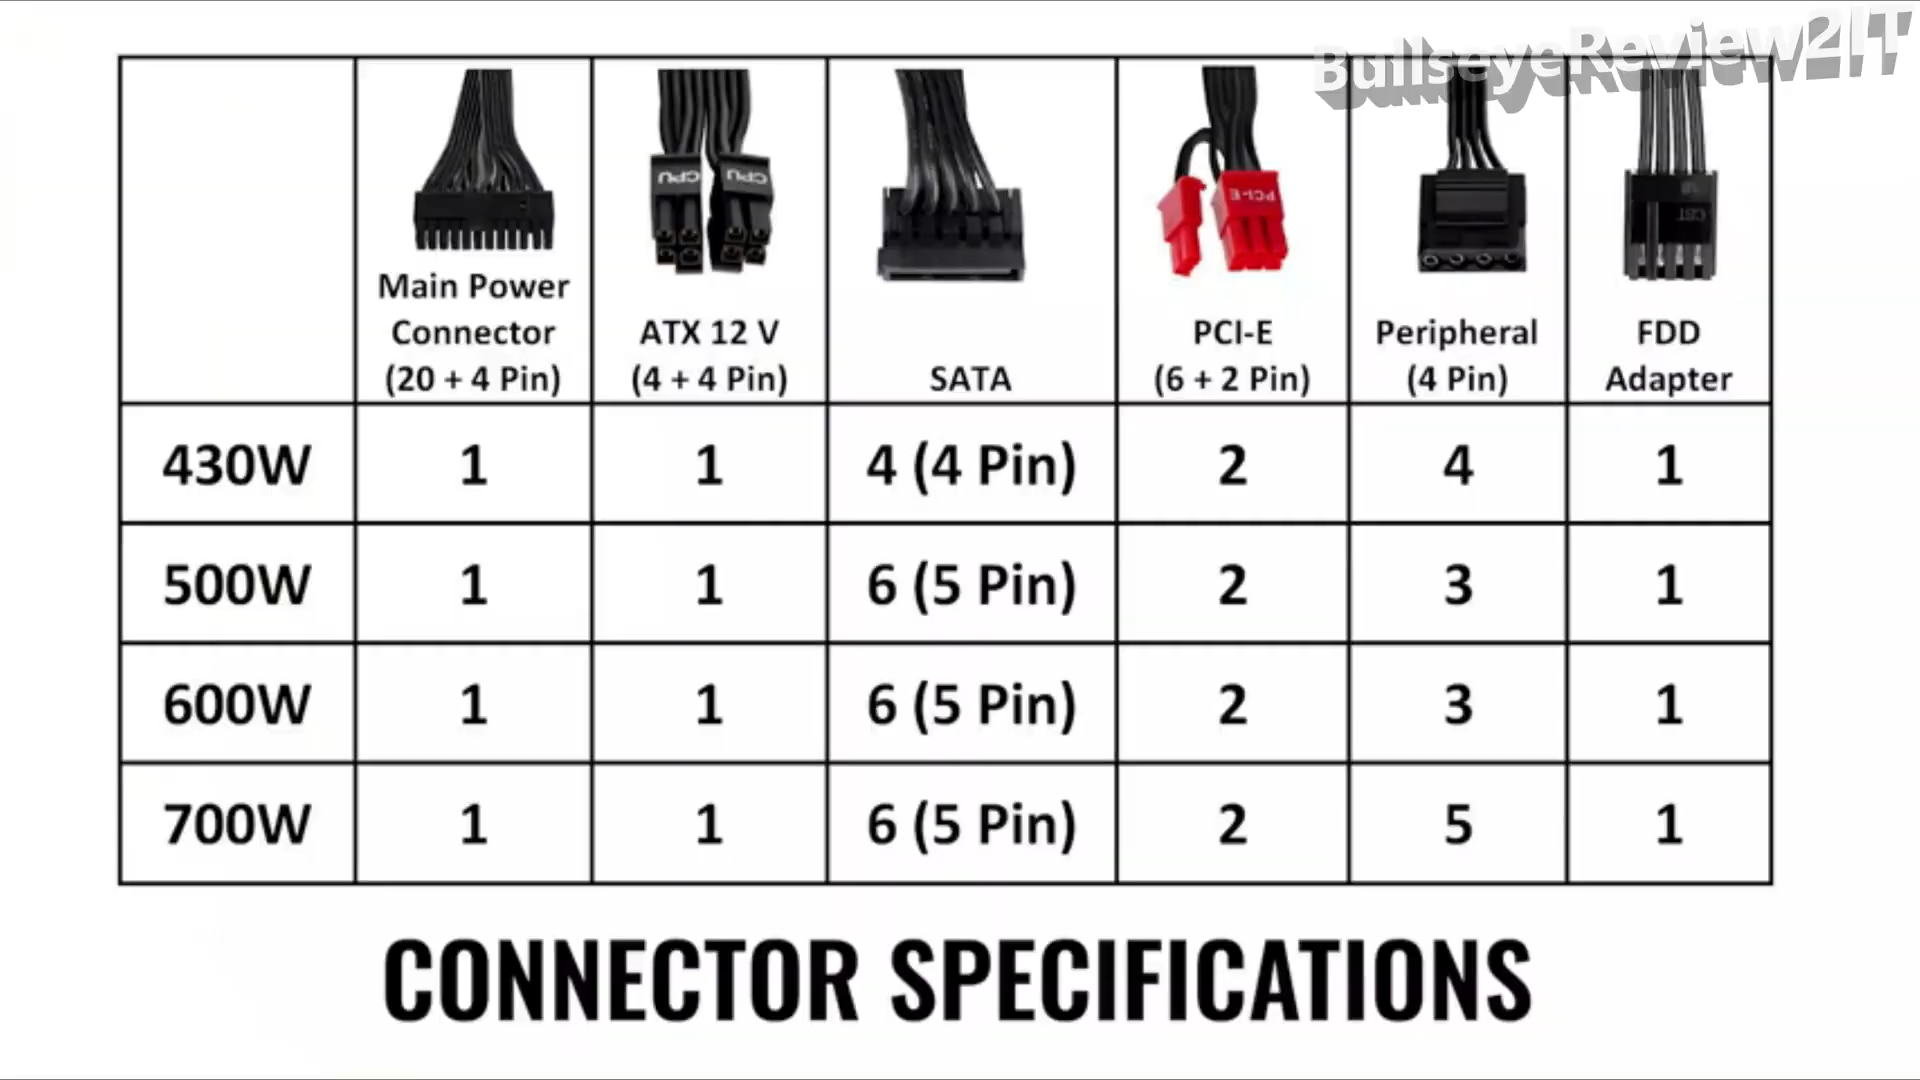 BullseyeReview2IT
CPU CPU
PCI-E
Main Power
Connector
(20 + 4 Pin)
ATX 12 V
(4 + 4 Pin)
SATA
PCI-E
(6 + 2 Pin)
Peripheral
(4 Pin)
FDD
Adapter
430W 1 1 4 (4 Pin) 2 4 1
500W 1 1 6 (5 Pin) 2 3 1
600W 1 1 6 (5 Pin) 2 3 1
700W 1 1 6 (5 Pin) 2 5 1
CONNECTOR SPECIFICATIONS